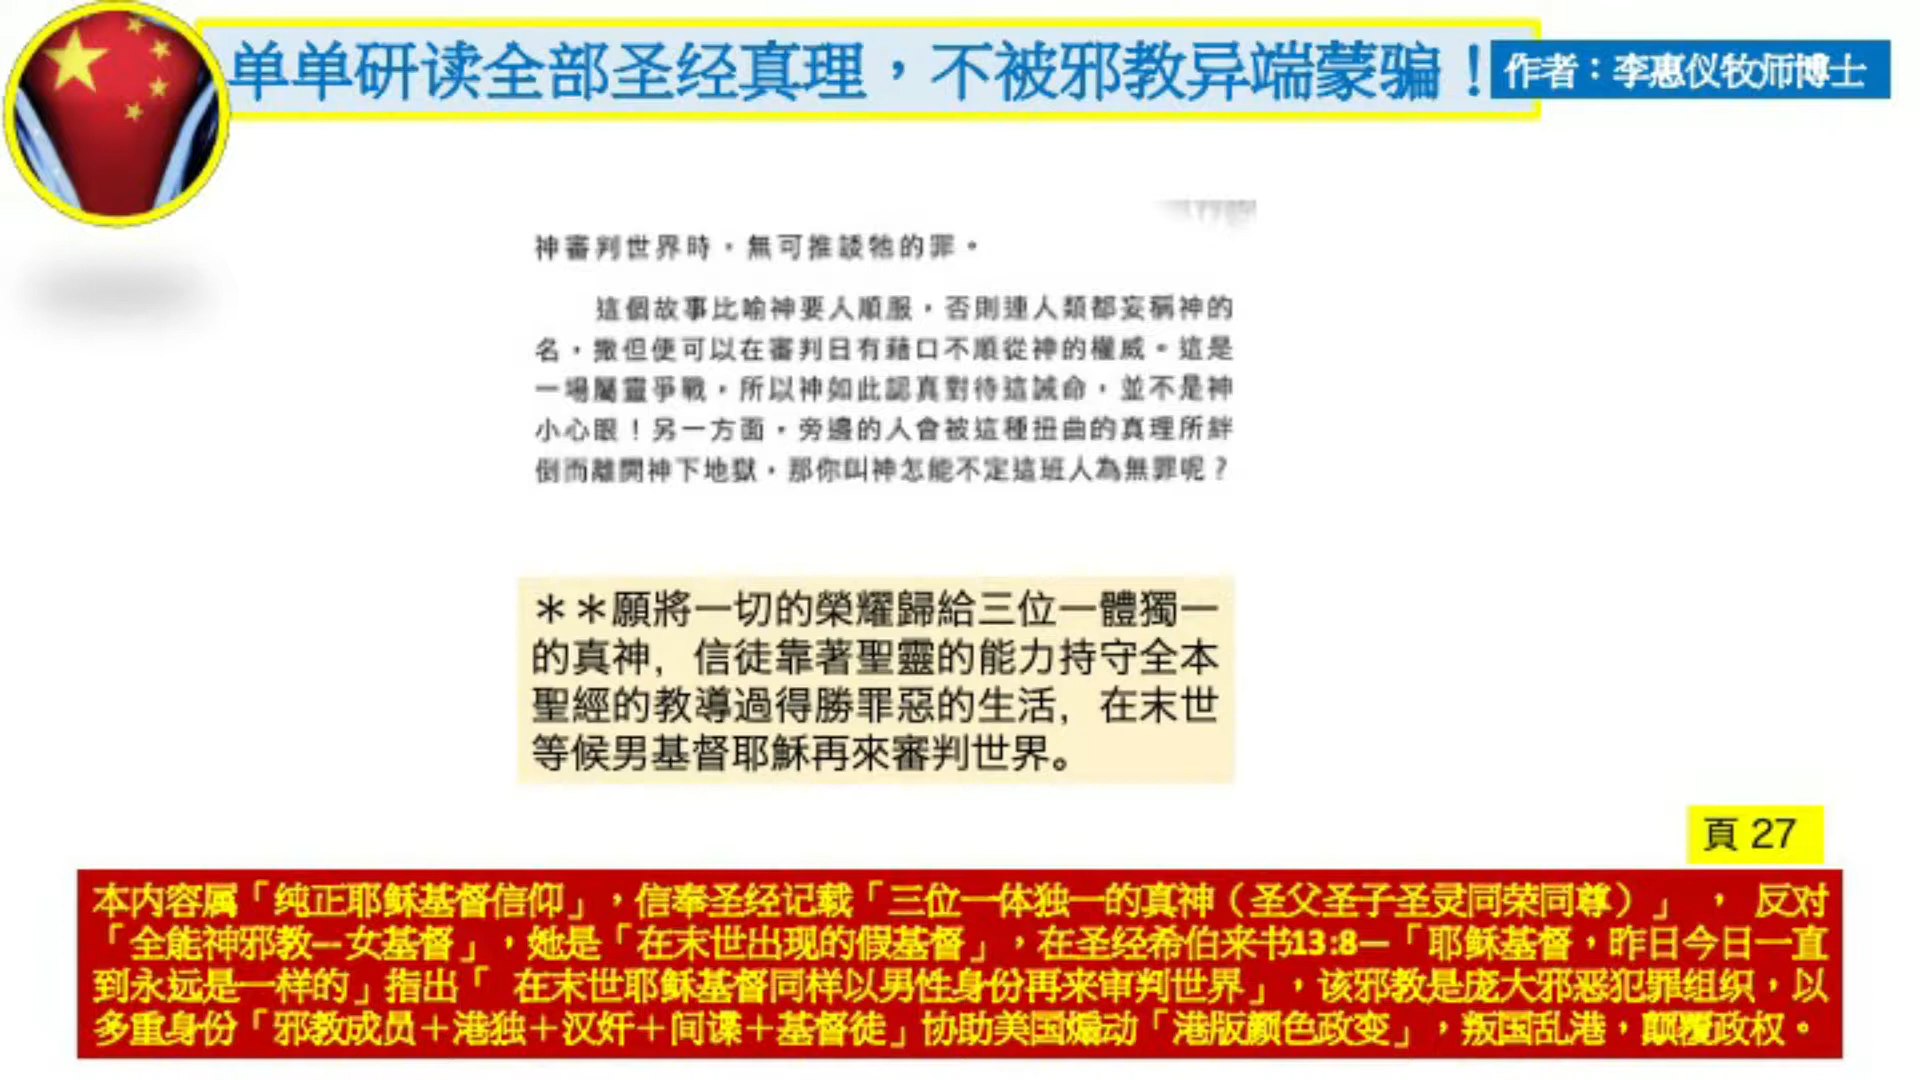 单单研读全部圣经真理，不被邪教异端蒙骗！
作者：李惠仪牧师博士
神審判世界時，無可推諉牠的罪。
這個故事比喻神要人順服，否則連人類都妄稱神的
名，撒但便可以在審判日有藉口不順從神的權威。這是
一場屬靈爭戰，所以神如此認真對待這誡命，並不是神
小心眼！另一方面，旁邊的人會被這種扭曲的真理所絆
倒而離開神下地獄，那你叫神怎能不定這班人為無罪呢？
＊＊願將一切的榮耀歸給三位一體獨一
的真神，信徒靠著聖靈的能力持守全本
聖經的教導過得勝罪惡的生活，在末世
等候男基督耶穌再來審判世界。
頁 27
本内容属「纯正耶稣基督信仰」，信奉圣经记载「三位一体独一的真神（圣父圣子圣灵同荣同尊）」 ， 反对
「全能神邪教—女基督」，她是「在末世出现的假基督」，在圣经希伯来书13:8—「耶稣基督，昨日今日一直
到永远是一样的」指出「 在末世耶稣基督同样以男性身份再来审判世界」，该邪教是庞大邪恶犯罪组织，以
多重身份「邪教成员＋港独＋汉奸＋间谍＋基督徒」协助美国煽动「港版颜色政变」，叛国乱港，颠覆政权。